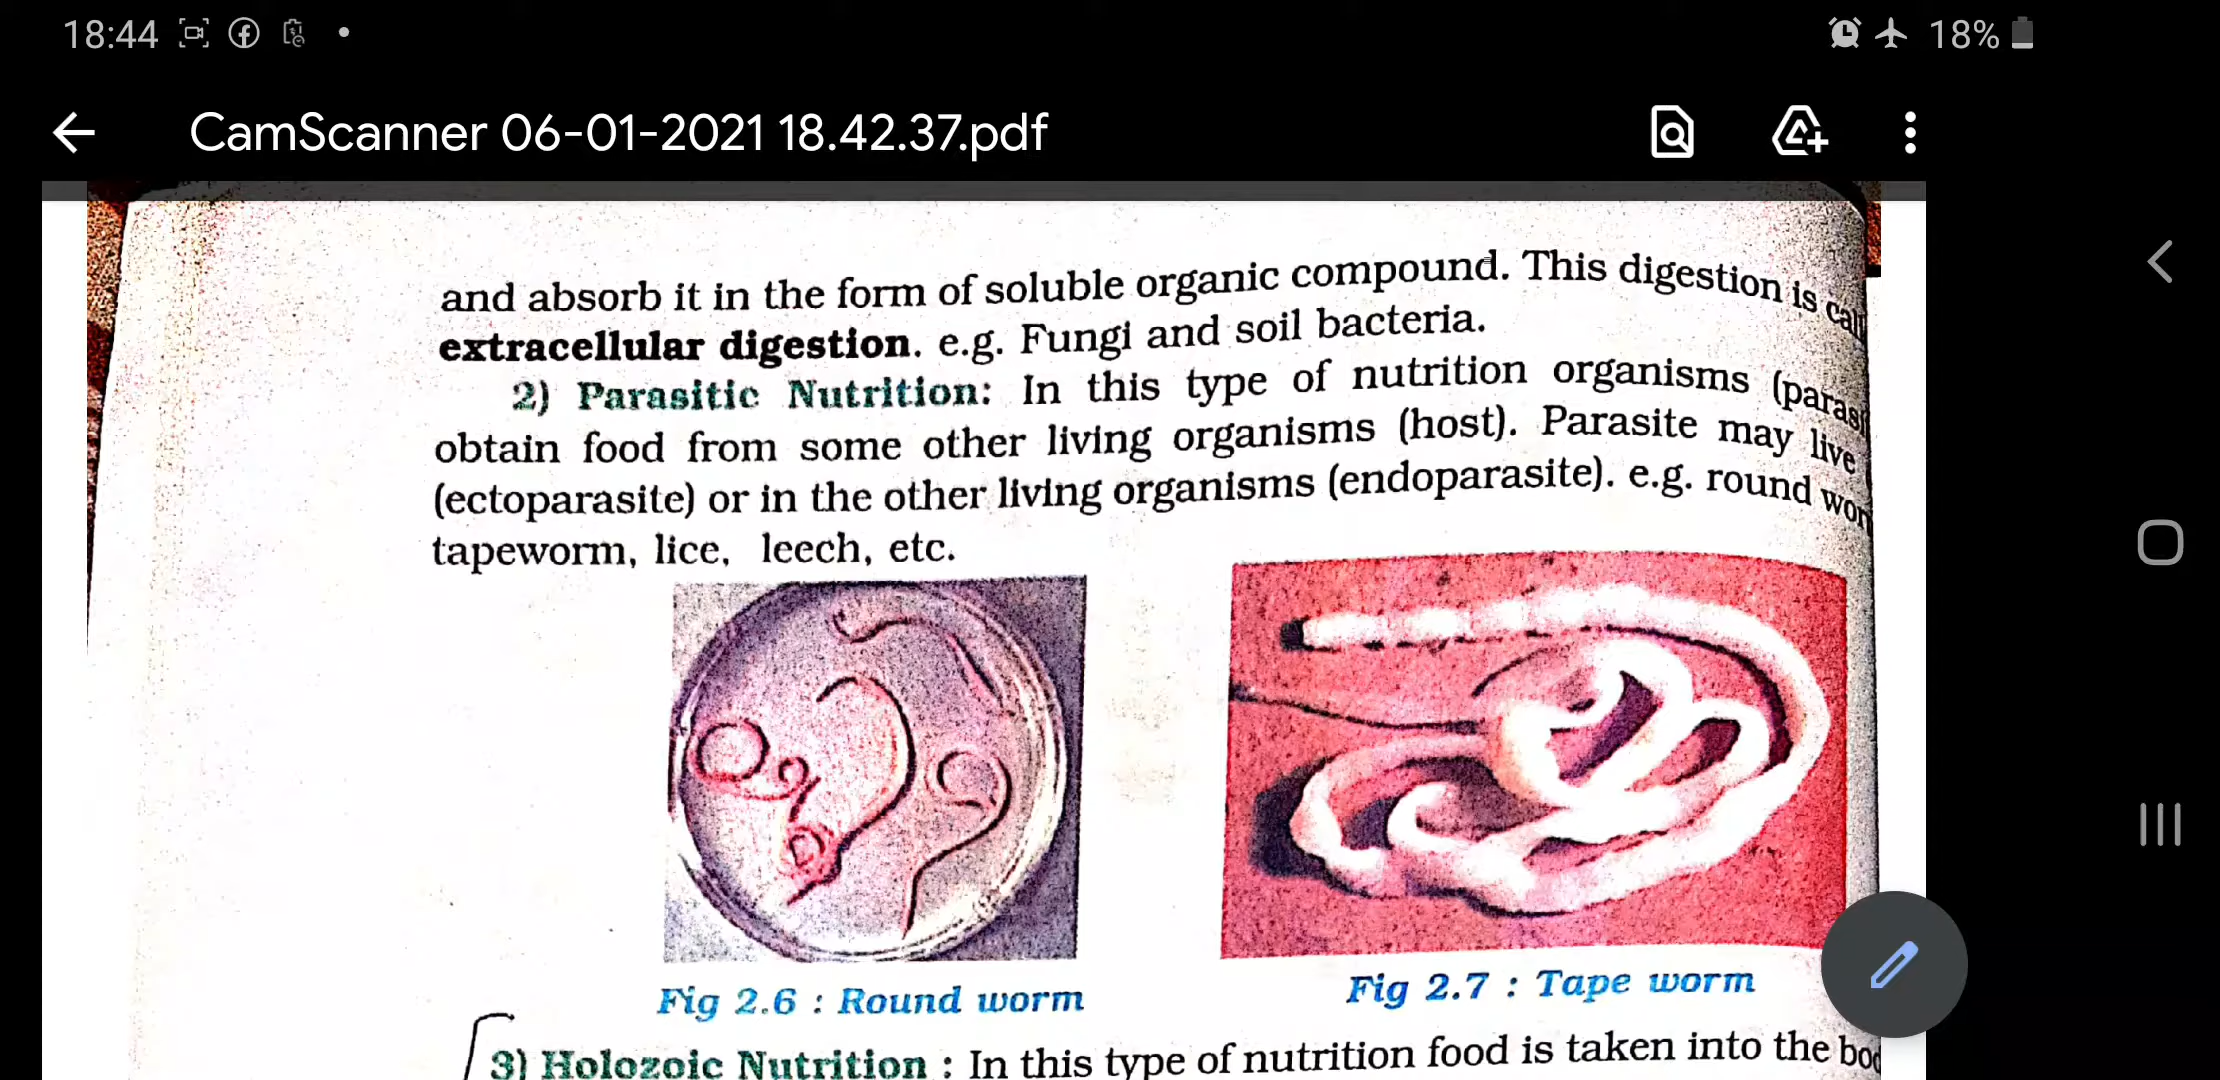 18:44
18%
CamScanner 06-01-2021 18.42.37.pdf
and absorb it in the form of soluble organic compound. This digestion is
extracellular digestion. e.g. Fungi and soil bacteria.
2) Parasitic Nutrition: In this type of nutrition organisms
obtain food from some other living organisms (host). Parasite may live
(ectoparasite) or in the other living organisms (endoparasite). e.g. round
tapeworm, lice, leech, etc.
Fig 2.6 : Round worm
Fig 2.7 : Tape worm
3) Holozoic Nutrition : In this type of nutrition food is taken into the